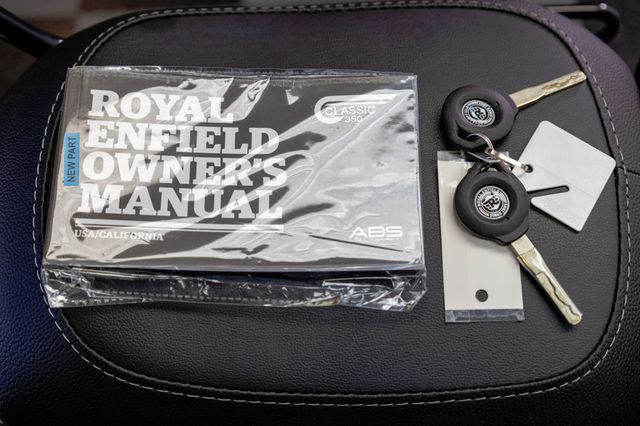 ROYAL
ENFIELD
OWNER'S
MANUAL
USA/CALIFORNIA
NEW PART
CLASSIC
350
ABS